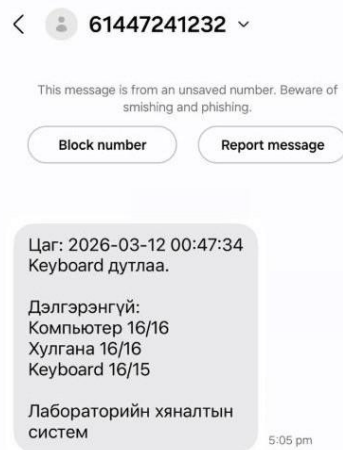 61447241232
This message is from an unsaved number. Beware of
smishing and phishing.
Block number
Report message
Цаг: 2026-03-12 00:47:34
Keyboard дутлаа.
Дэлгэрэнгүй:
Компьютер 16/16
Хулгана 16/16
Keyboard 16/15
Лабораторийн хяналтын
систем
5:05 pm